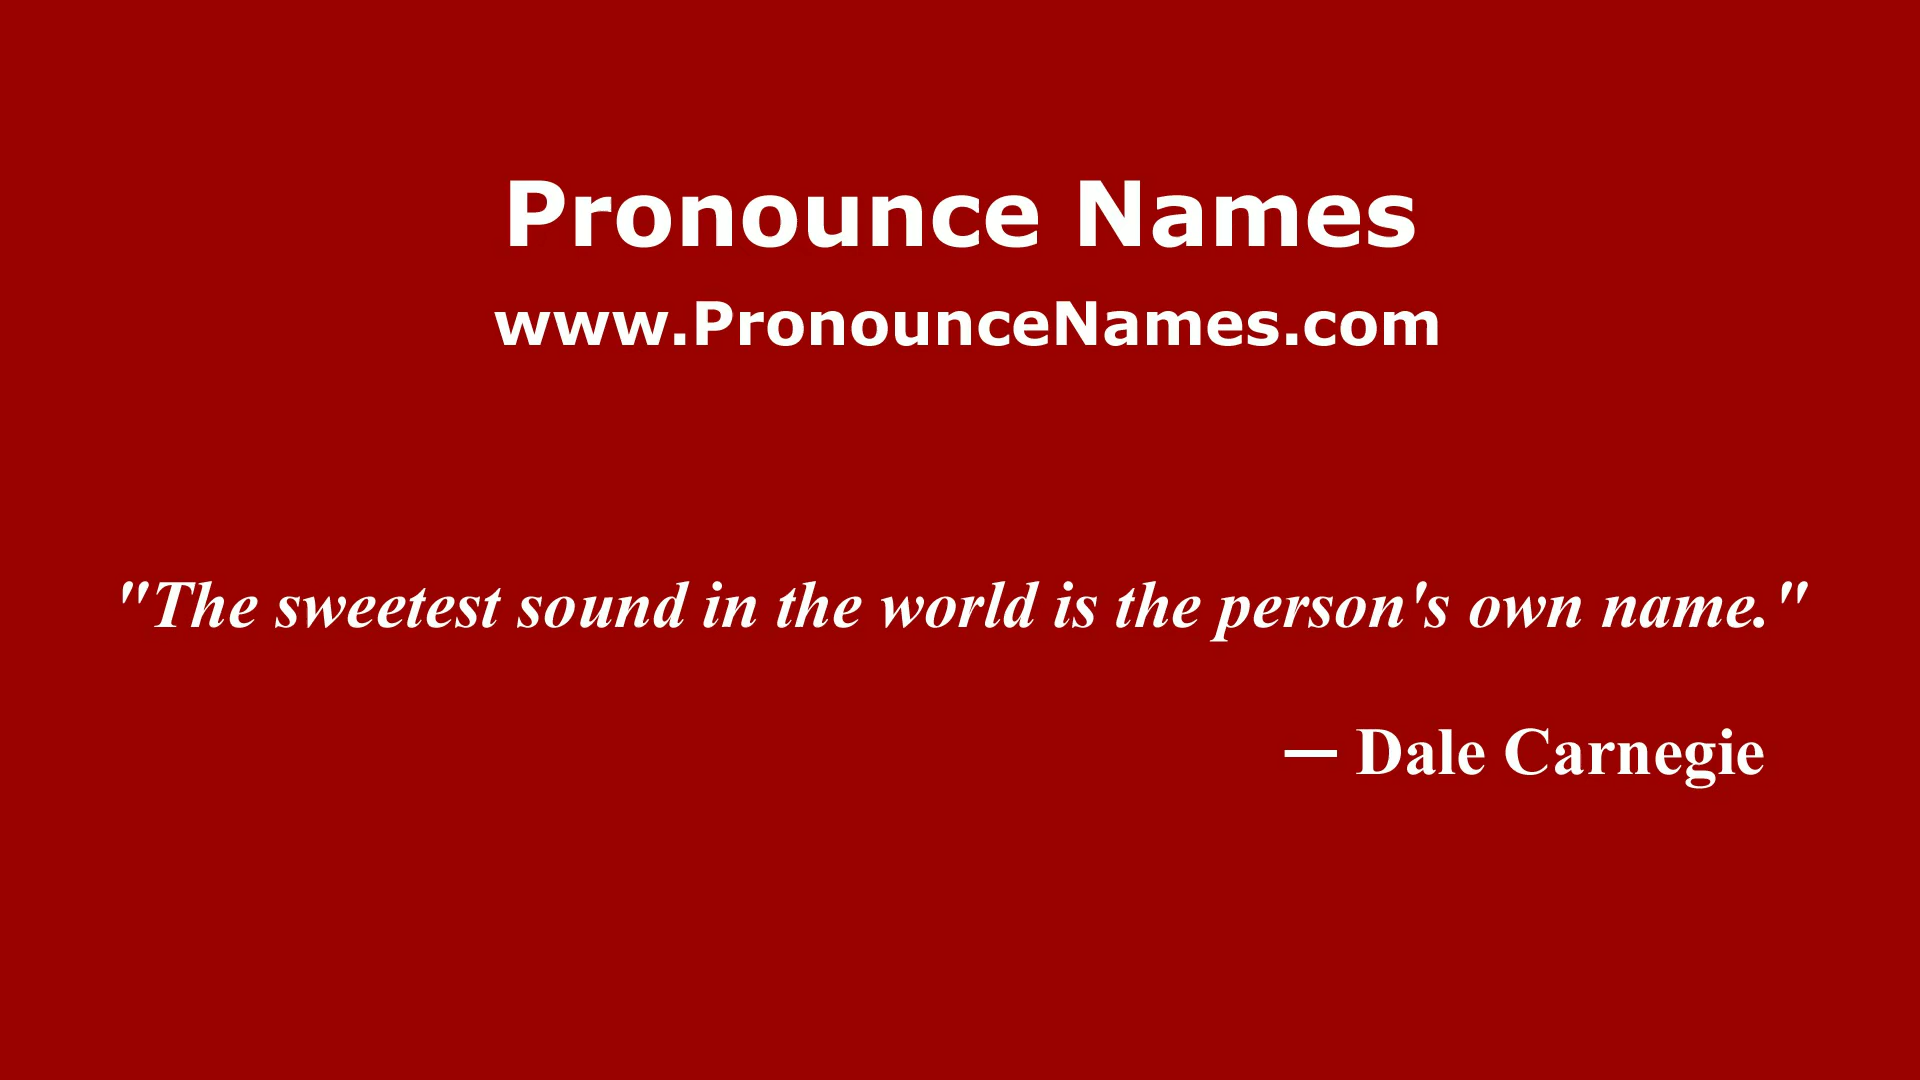 Pronounce Names
www.PronounceNames.com
"The sweetest sound in the world is the person's own name."
— Dale Carnegie